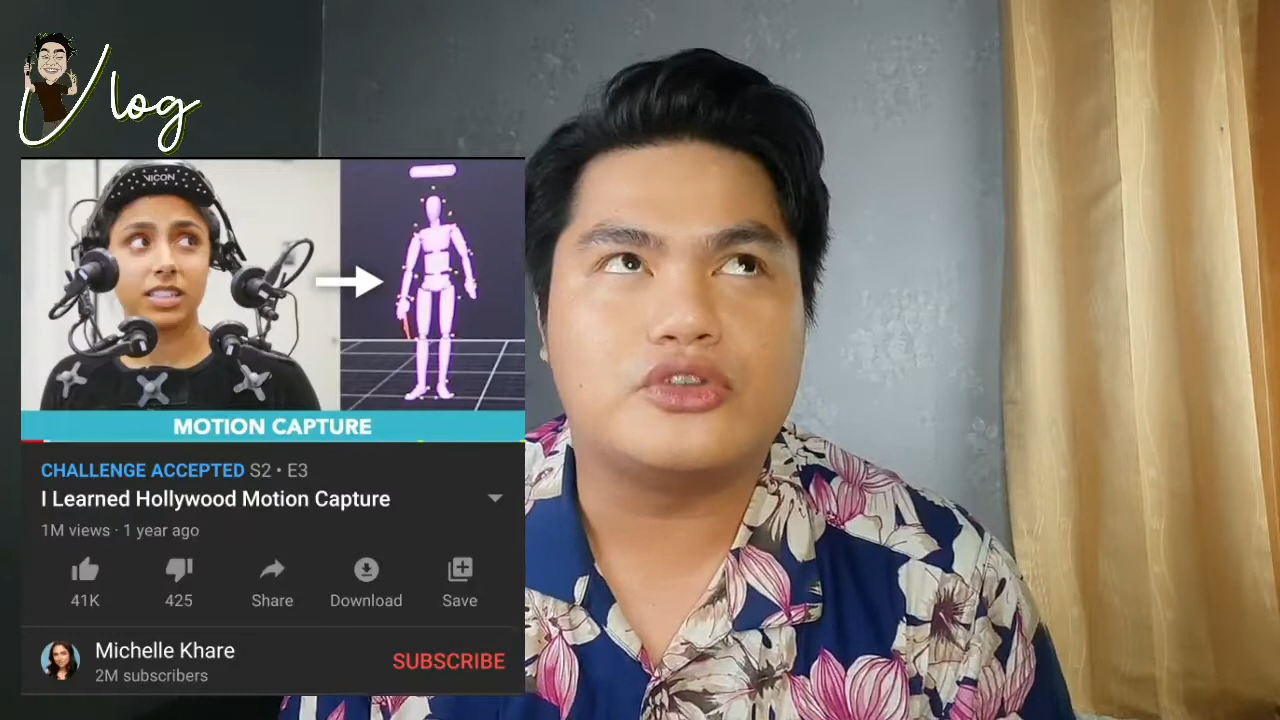 Vlog
VICON
MOTION CAPTURE
CHALLENGE ACCEPTED S2 • E3
I Learned Hollywood Motion Capture
1M views · 1 year ago
41K
425
Share
Download
Save
Michelle Khare
2M subscribers
SUBSCRIBE